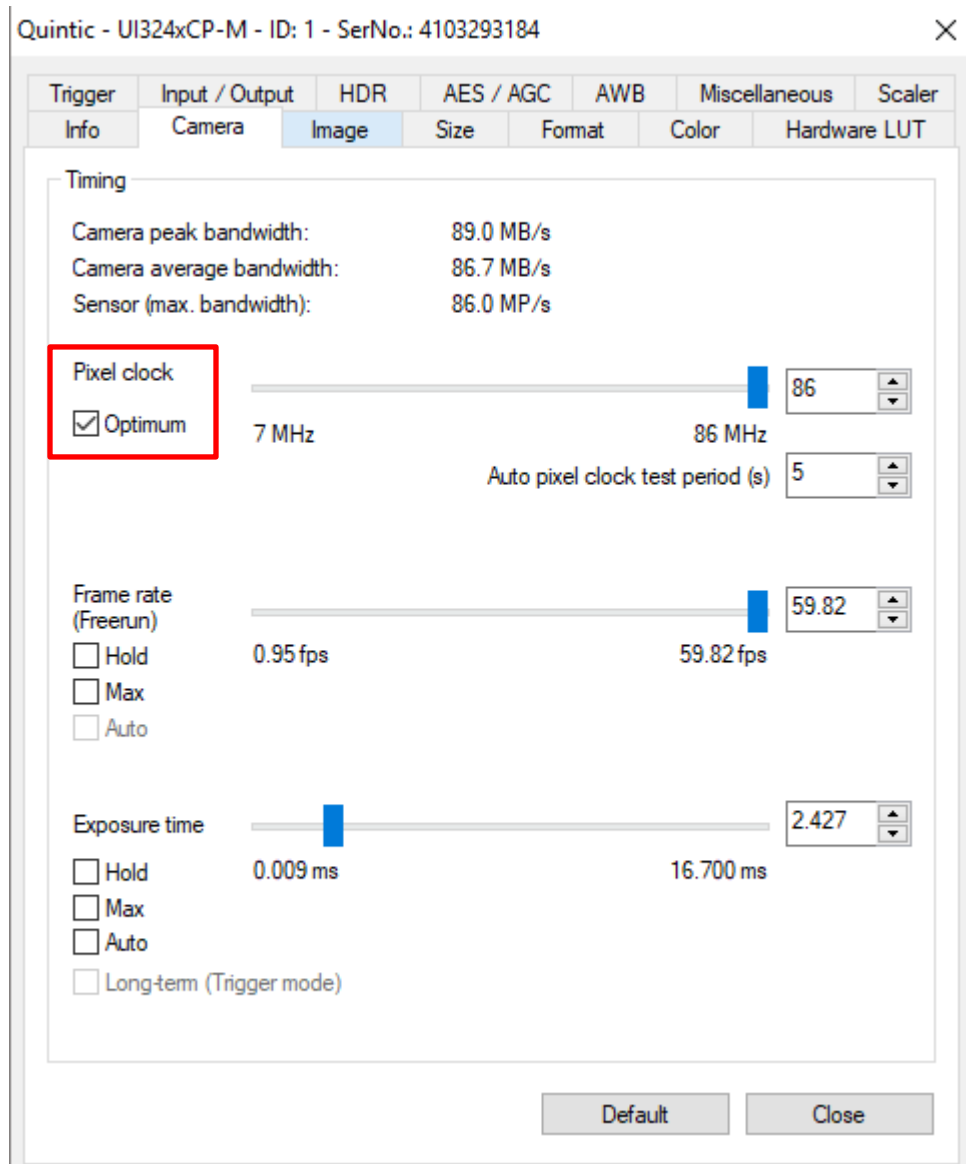 Quintic - UI324xCP-M - ID: 1 - SerNo.: 4103293184
Trigger Input / Output HDR AES / AGC AWB Miscellaneous Scaler
Info Camera Image Size Format Color Hardware LUT
Timing
Camera peak bandwidth: 89.0 MB/s
Camera average bandwidth: 86.7 MB/s
Sensor (max. bandwidth): 86.0 MP/s
Pixel clock 86
Optimum 7 MHz 86 MHz
Auto pixel clock test period (s) 5
Frame rate
(Freerun) 59.82
Hold 0.95 fps 59.82 fps
Max
Auto
Exposure time 2.427
Hold 0.009 ms 16.700 ms
Max
Auto
Long-term (Trigger mode)
Default Close